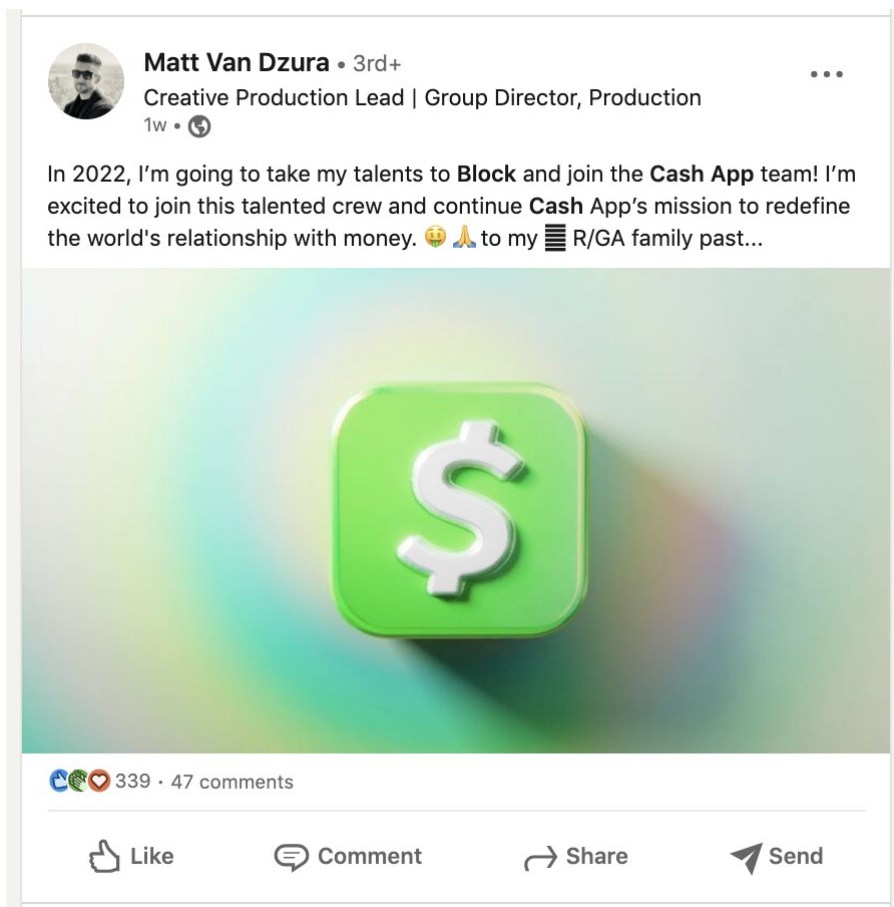 Matt Van Dzura • 3rd+
Creative Production Lead | Group Director, Production
1w •
In 2022, I’m going to take my talents to Block and join the Cash App team! I’m
excited to join this talented crew and continue Cash App’s mission to redefine
the world's relationship with money. 🤑 🙏 to my R/GA family past...
$
339 · 47 comments
Like Comment Share Send